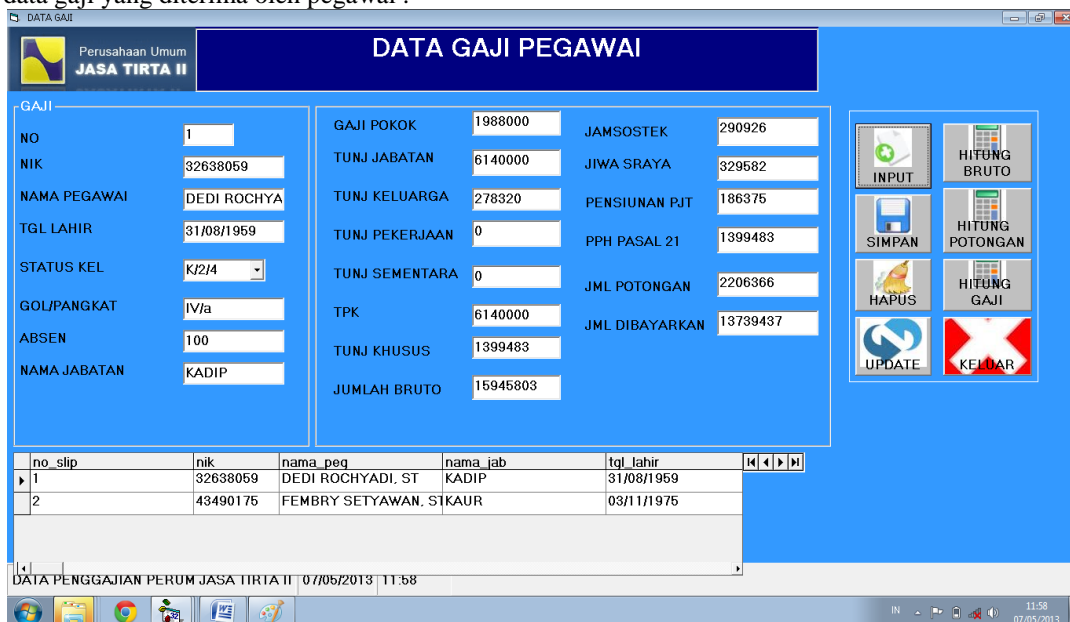 data gaji yang diterima oleh pegawai .
DATA GAJI
Perusahaan Umum
JASA TIRTA II
DATA GAJI PEGAWAI
GAJI
NO 1
NIK 32638059
NAMA PEGAWAI DEDI ROCHYA
TGL LAHIR 31/08/1959
STATUS KEL K/2/4
GOL/PANGKAT IV/a
ABSEN 100
NAMA JABATAN KADIP
GAJI POKOK 1988000
TUNJ JABATAN 6140000
TUNJ KELUARGA 278320
TUNJ PEKERJAAN 0
TUNJ SEMENTARA 0
TPK 6140000
TUNJ KHUSUS 1399483
JUMLAH BRUTO 15945803
JAMSOSTEK 290926
JIWA SRAYA 329582
PENSIUNAN PJT 186375
PPH PASAL 21 1399483
JML POTONGAN 2206366
JML DIBAYARKAN 13739437
INPUT
HITUNG
BRUTO
SIMPAN
HITUNG
POTONGAN
HAPUS
HITUNG
GAJI
UPDATE
KELUAR
no_slip nik nama_peg nama_jab tgl_lahir
1 32638059 DEDI ROCHYADI, ST KADIP 31/08/1959
2 43490175 FEMBRY SETYAWAN, ST KAUR 03/11/1975
DATA PENGGAJIAN PERUM JASA TIRTA II 07/05/2013 11:58
IN 11:58
07/05/2013